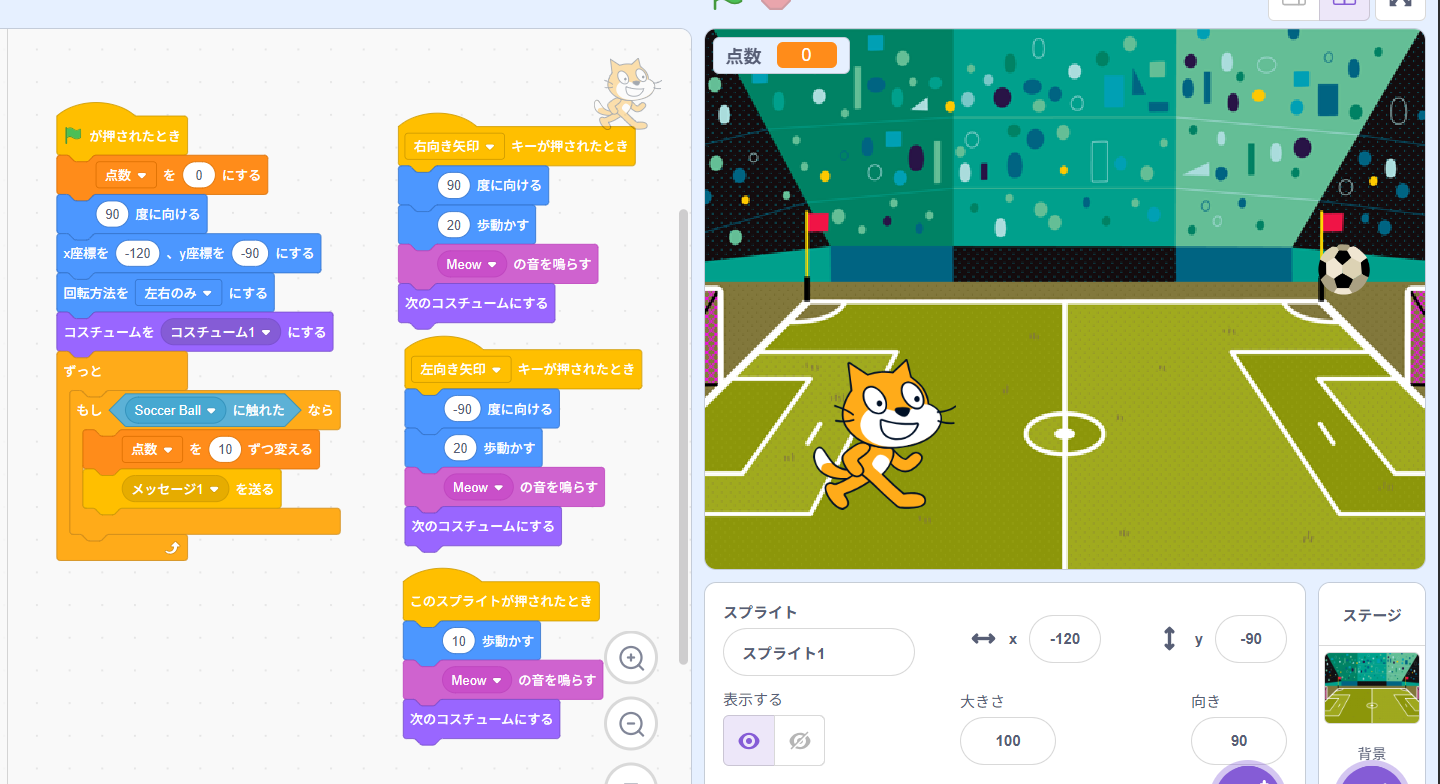 が押されたとき
点数 を 0 にする
90 度に向ける
x座標を -120 、y座標を -90 にする
回転方法を 左右のみ にする
コスチュームを コスチューム1 にする
ずっと
もし Soccer Ball に触れた なら
点数 を 10 ずつ変える
メッセージ1 を送る
右向き矢印 キーが押されたとき
90 度に向ける
20 歩動かす
Meow の音を鳴らす
次のコスチュームにする
左向き矢印 キーが押されたとき
-90 度に向ける
20 歩動かす
Meow の音を鳴らす
次のコスチュームにする
このスプライトが押されたとき
10 歩動かす
Meow の音を鳴らす
次のコスチュームにする
点数 0
スプライト
スプライト1
x -120
y -90
表示する
大きさ
100
向き
90
ステージ
背景